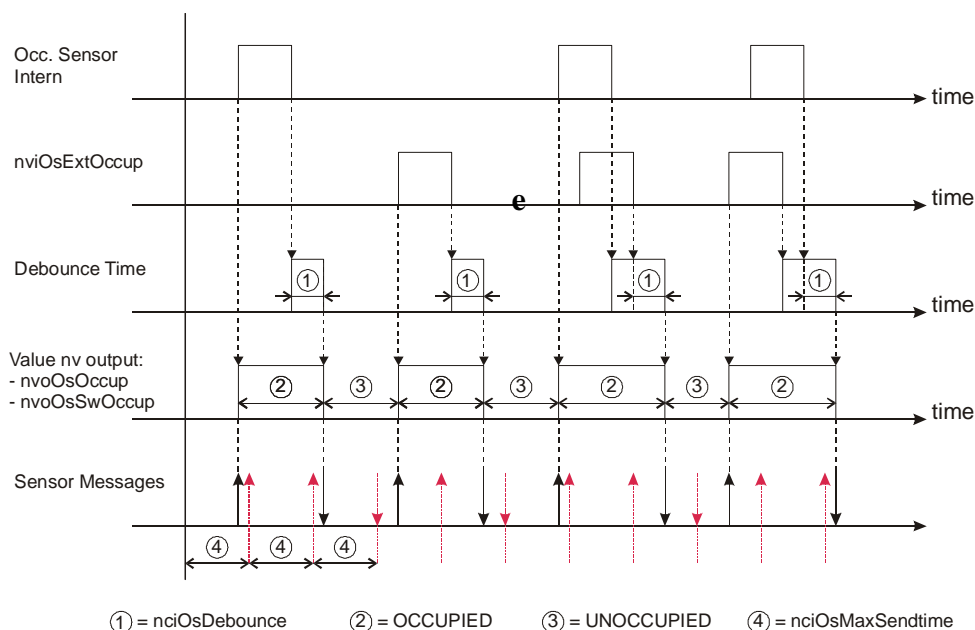 Occ. Sensor
Intern
time
nviOsExtOccup
e
time
Debounce Time
① ① ① ①
time
Value nv output:
- nvoOsOccup
- nvoOsSwOccup
② ③ ② ③ ② ③ ②
time
Sensor Messages
④ ④ ④
① = nciOsDebounce ② = OCCUPIED ③ = UNOCCUPIED ④ = nciOsMaxSendtime